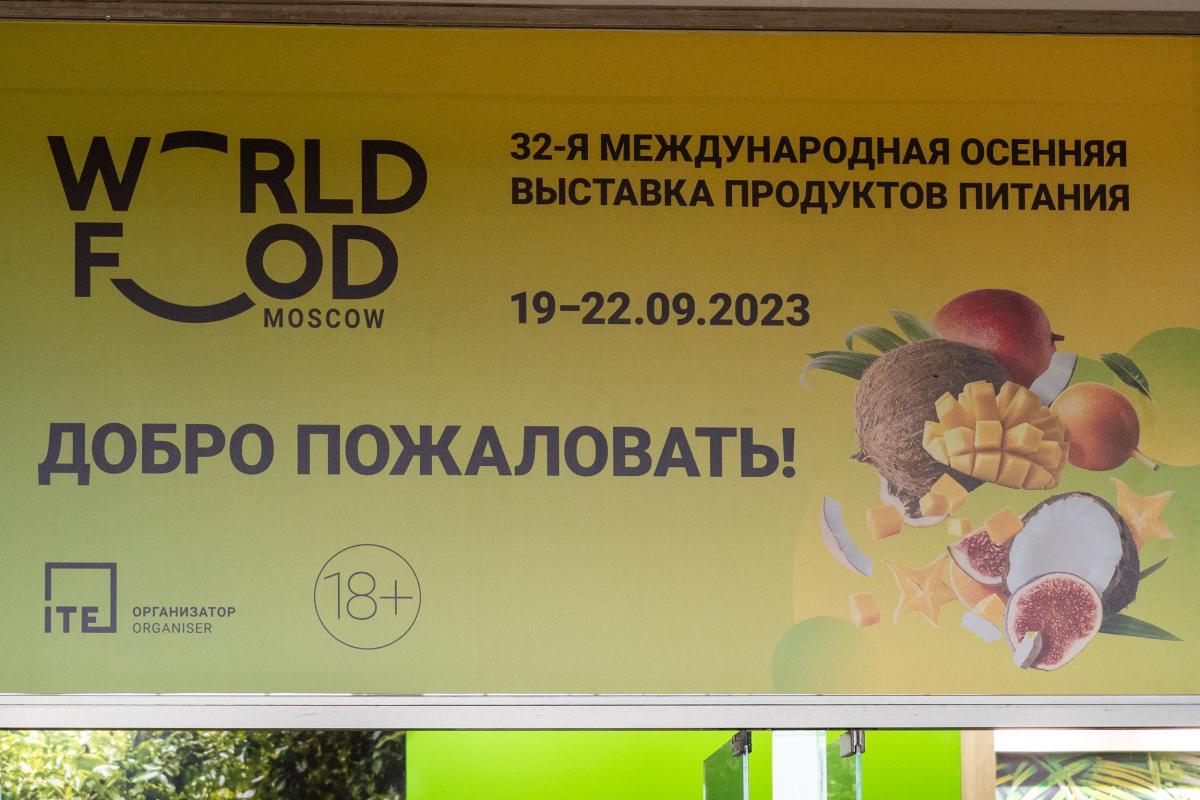 WORLD
FOOD
MOSCOW
32-Я МЕЖДУНАРОДНАЯ ОСЕННЯЯ
ВЫСТАВКА ПРОДУКТОВ ПИТАНИЯ
19–22.09.2023
ДОБРО ПОЖАЛОВАТЬ!
ITE
ОРГАНИЗАТОР
ORGANISER
18+